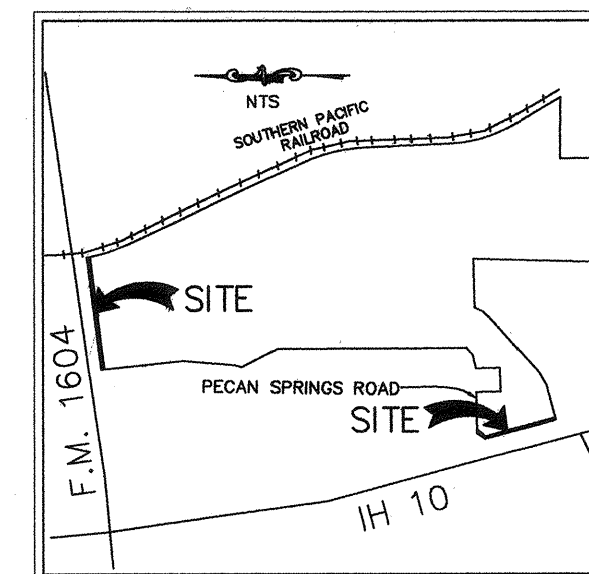 NTS
SOUTHERN PACIFIC
RAILROAD
SITE
F.M. 1604
PECAN SPRINGS ROAD
SITE
IH 10